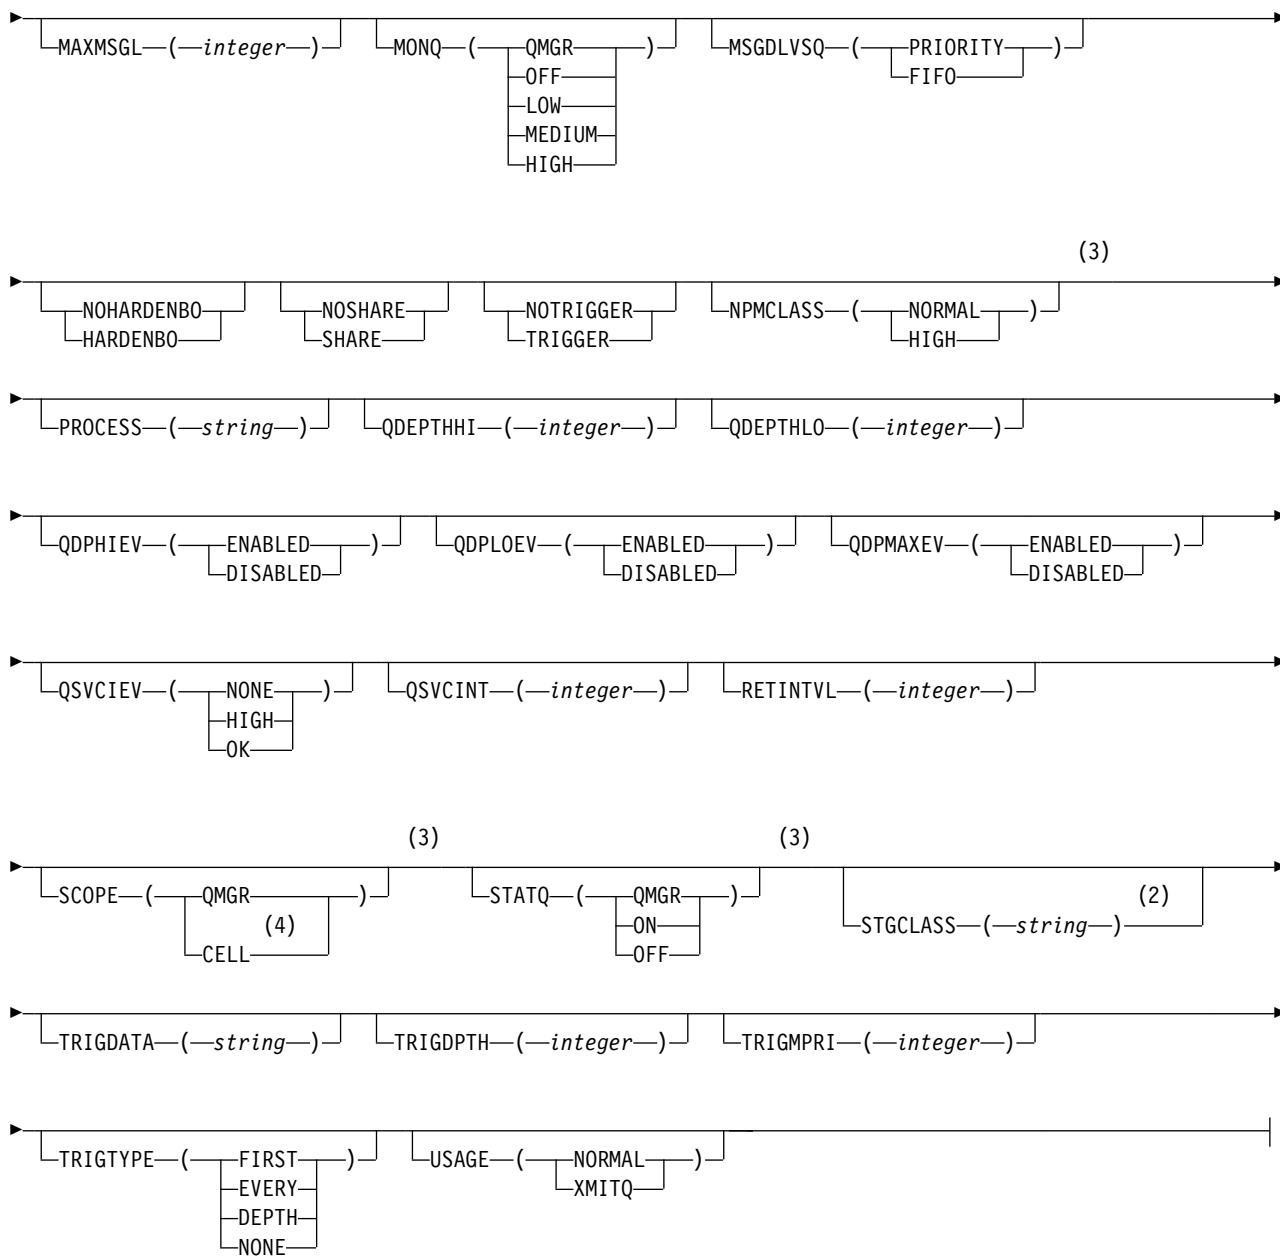 MAXMSGL ( integer ) MONQ ( QMGR ) MSGDLVSQ ( PRIORITY )
OFF FIFO
LOW
MEDIUM
HIGH
(3)
NOHARDENBO NOSHARE NOTRIGGER NPMCLASS ( NORMAL )
HARDENBO SHARE TRIGGER HIGH
PROCESS ( string ) QDEPTHHI ( integer ) QDEPTHLO ( integer )
QDPHIEV ( ENABLED ) QDPLOEV ( ENABLED ) QDPMAXEV ( ENABLED )
DISABLED DISABLED DISABLED
QSVCIEV ( NONE ) QSVCINT ( integer ) RETINTVL ( integer )
HIGH
OK
(3) (3)
SCOPE ( QMGR ) STATQ ( QMGR ) (2)
(4) ON STGCLASS ( string )
CELL OFF
TRIGDATA ( string ) TRIGDPTH ( integer ) TRIGMPRI ( integer )
TRIGTYPE ( FIRST ) USAGE ( NORMAL )
EVERY XMITQ
DEPTH
NONE